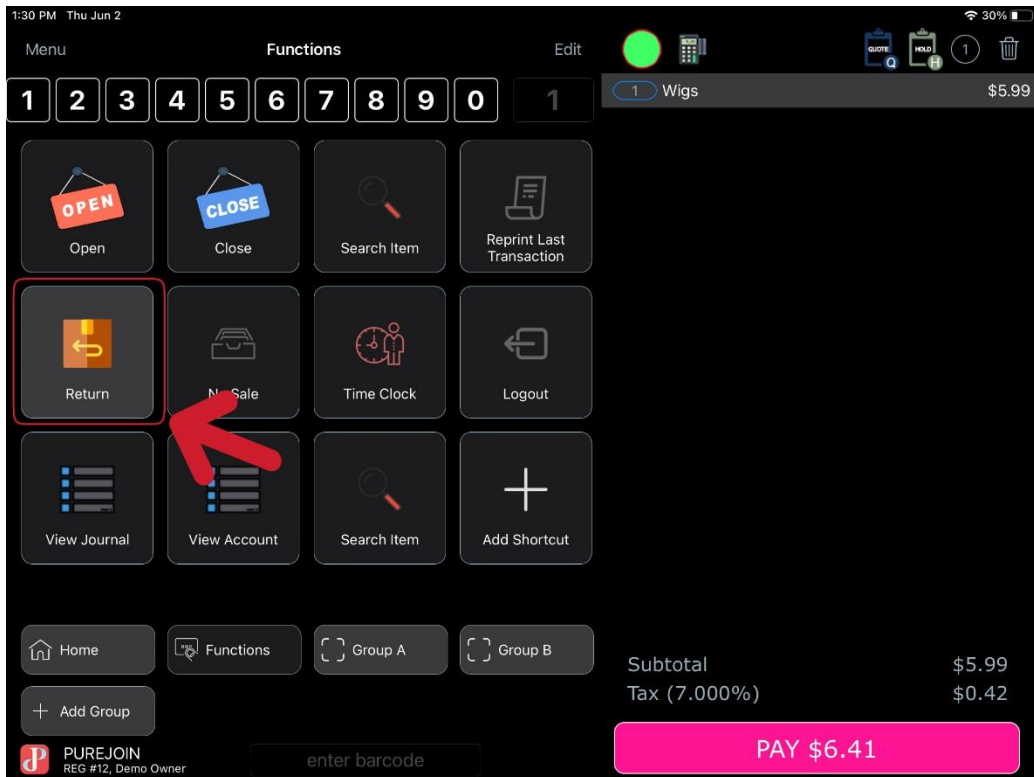 1:30 PM Thu Jun 2
30%
Menu
Functions
Edit
QUOTE
Q
HOLD
H
1
1 2 3 4 5 6 7 8 9 0 1
1 Wigs $5.99
OPEN
Open
CLOSE
Close
Search Item
Reprint Last
Transaction
Return
No Sale
Time Clock
Logout
View Journal
View Account
Search Item
Add Shortcut
Home
Functions
Group A
Group B
Add Group
Subtotal $5.99
Tax (7.000%) $0.42
PAY $6.41
PUREJOIN
REG #12, Demo Owner
enter barcode